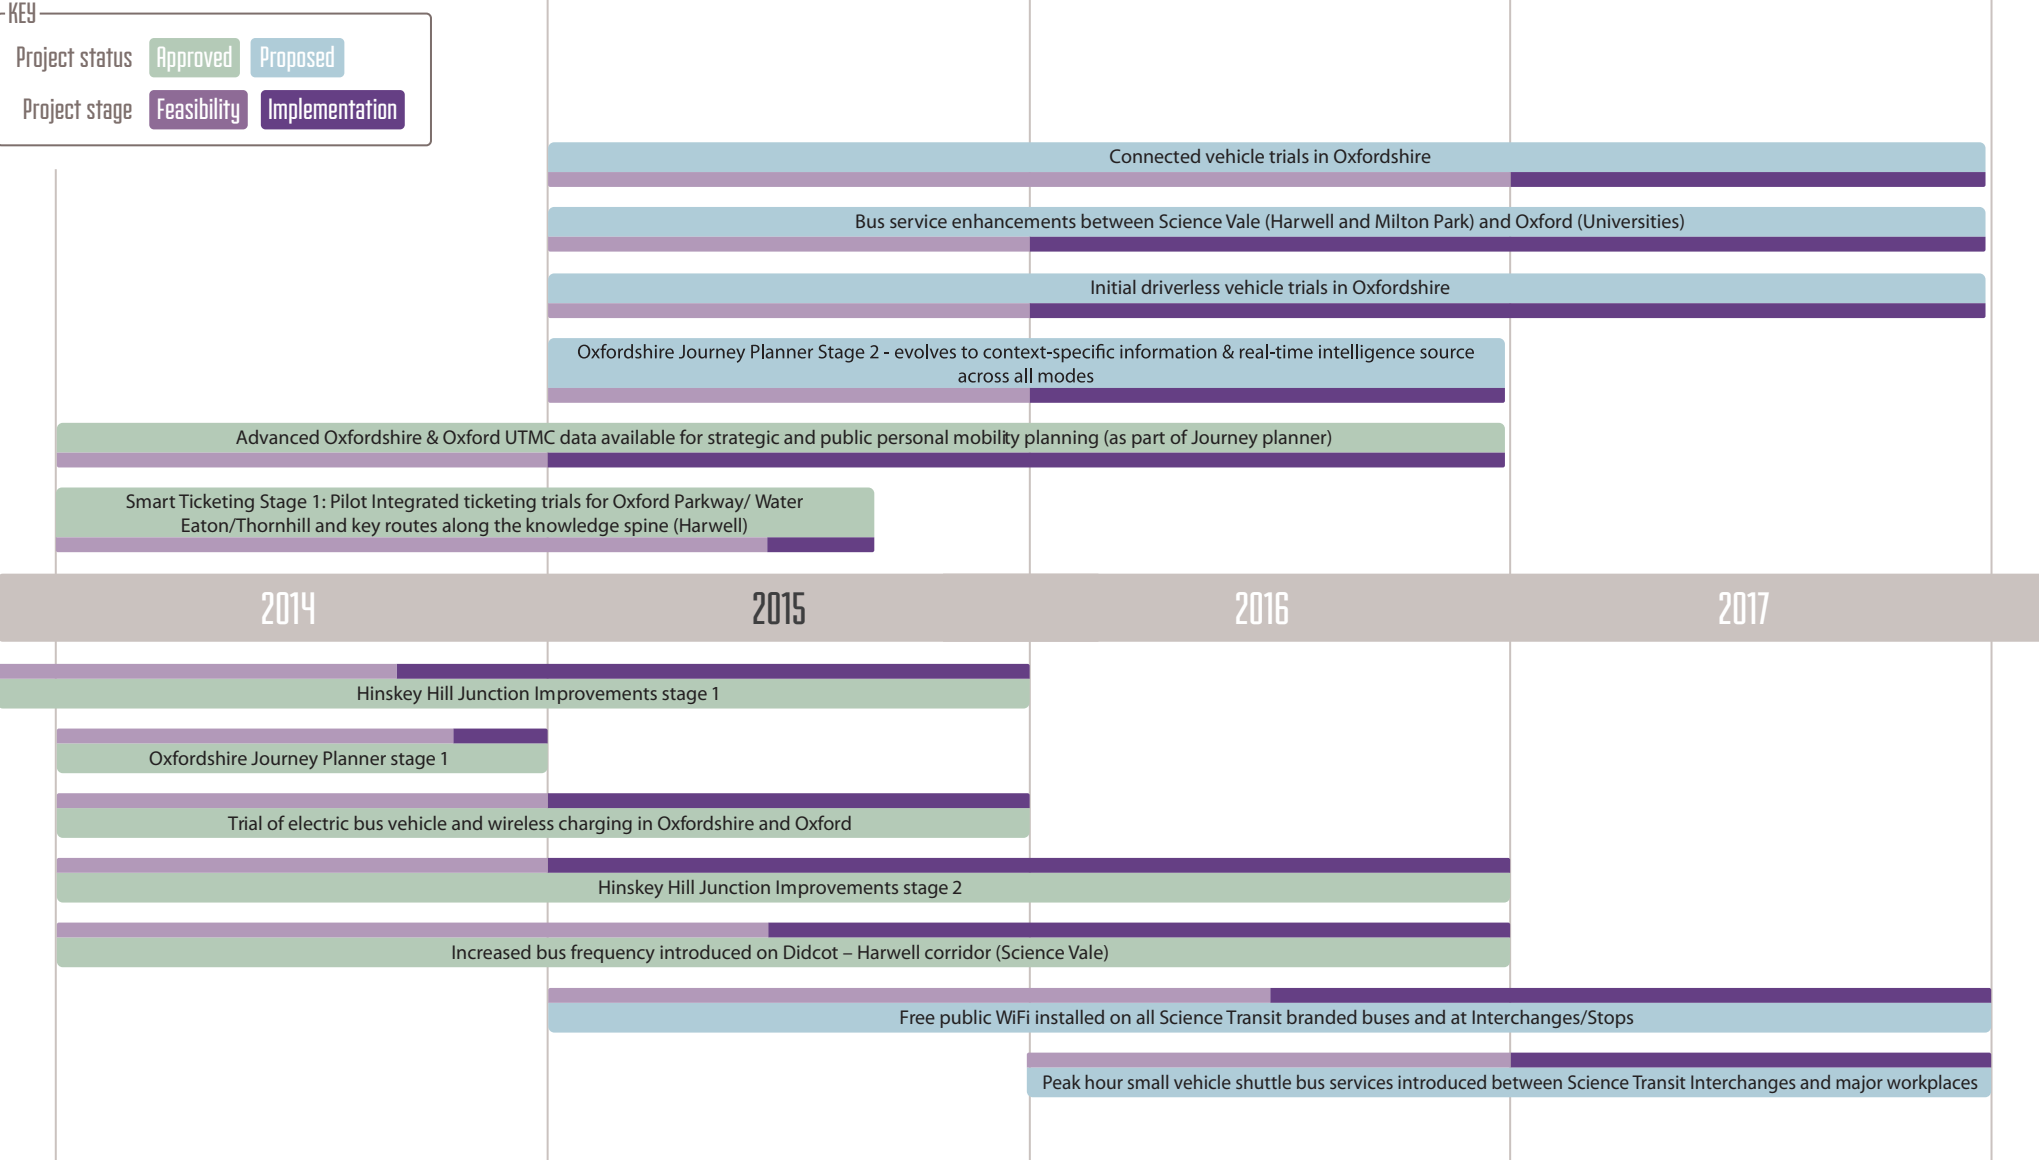 KEY
Project status Approved Proposed
Project stage Feasibility Implementation
Connected vehicle trials in Oxfordshire
Bus service enhancements between Science Vale (Harwell and Milton Park) and Oxford (Universities)
Initial driverless vehicle trials in Oxfordshire
Oxfordshire Journey Planner Stage 2 - evolves to context-specific information & real-time intelligence source
across all modes
Advanced Oxfordshire & Oxford UTMC data available for strategic and public personal mobility planning (as part of Journey planner)
Smart Ticketing Stage 1: Pilot Integrated ticketing trials for Oxford Parkway/ Water
Eaton/Thornhill and key routes along the knowledge spine (Harwell)
2014 2015 2016 2017
Hinskey Hill Junction Improvements stage 1
Oxfordshire Journey Planner stage 1
Trial of electric bus vehicle and wireless charging in Oxfordshire and Oxford
Hinskey Hill Junction Improvements stage 2
Increased bus frequency introduced on Didcot – Harwell corridor (Science Vale)
Free public WiFi installed on all Science Transit branded buses and at Interchanges/Stops
Peak hour small vehicle shuttle bus services introduced between Science Transit Interchanges and major workplaces